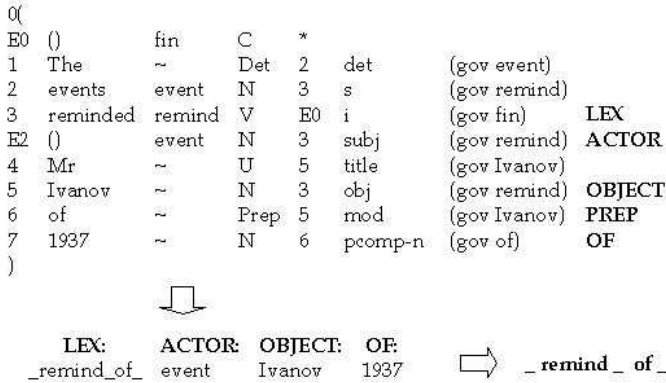 0(
E0 () fin C *
1 The ~ Det 2 det (gov event)
2 events event N 3 s (gov remind)
3 reminded remind V E0 i (gov fin) LEX
E2 () event N 3 subj (gov remind) ACTOR
4 Mr ~ U 5 title (gov Ivanov)
5 Ivanov ~ N 3 obj (gov remind) OBJECT
6 of ~ Prep 5 mod (gov Ivanov) PREP
7 1937 ~ N 6 pcomp-n (gov of) OF
)
LEX: ACTOR: OBJECT: OF:
_remind_of_ event Ivanov 1937 _ remind _ of _